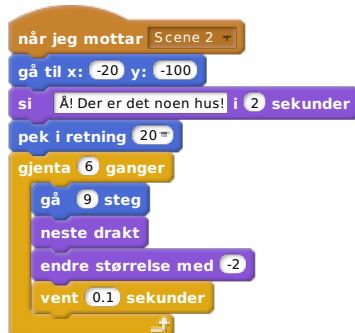 når jeg mottar Scene 2
gå til x: -20 y: -100
si Å! Der er det noen hus! i 2 sekunder
pek i retning 20
gjenta 6 ganger
gå 9 steg
neste drakt
endre størrelse med -2
vent 0.1 sekunder